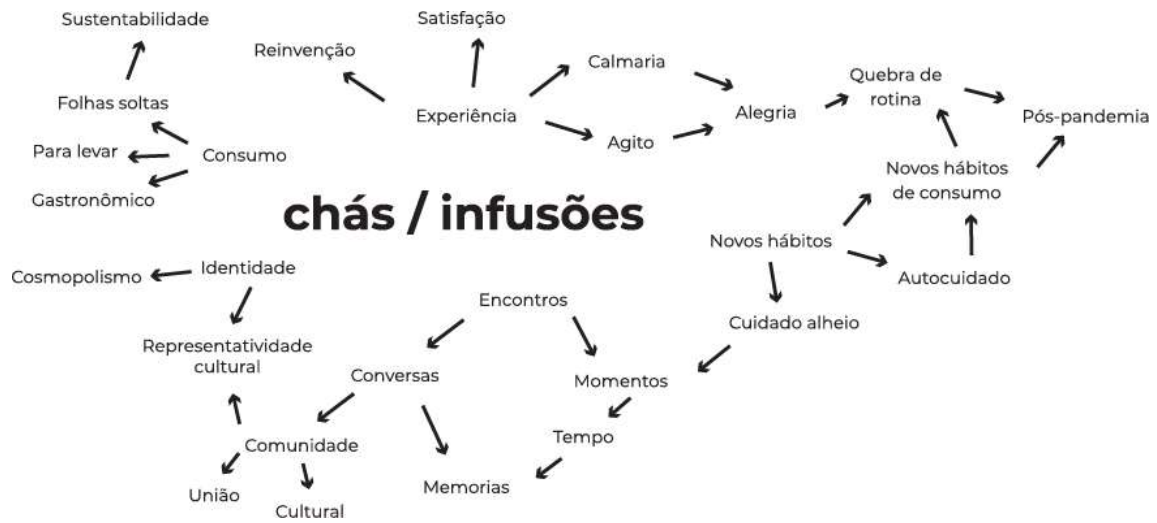 Sustentabilidade
Satisfação
Reinvenção
Calmaria
Quebra de
rotina
Folhas soltas
Experiência
Alegria
Pós-pandemia
Agito
Para levar
Consumo
Novos hábitos
de consumo
Gastronômico
chás / infusões
Novos hábitos
Cosmopolismo
Identidade
Autocuidado
Encontros
Cuidado alheio
Representatividade
cultural
Conversas
Momentos
Comunidade
Tempo
União
Memorias
Cultural